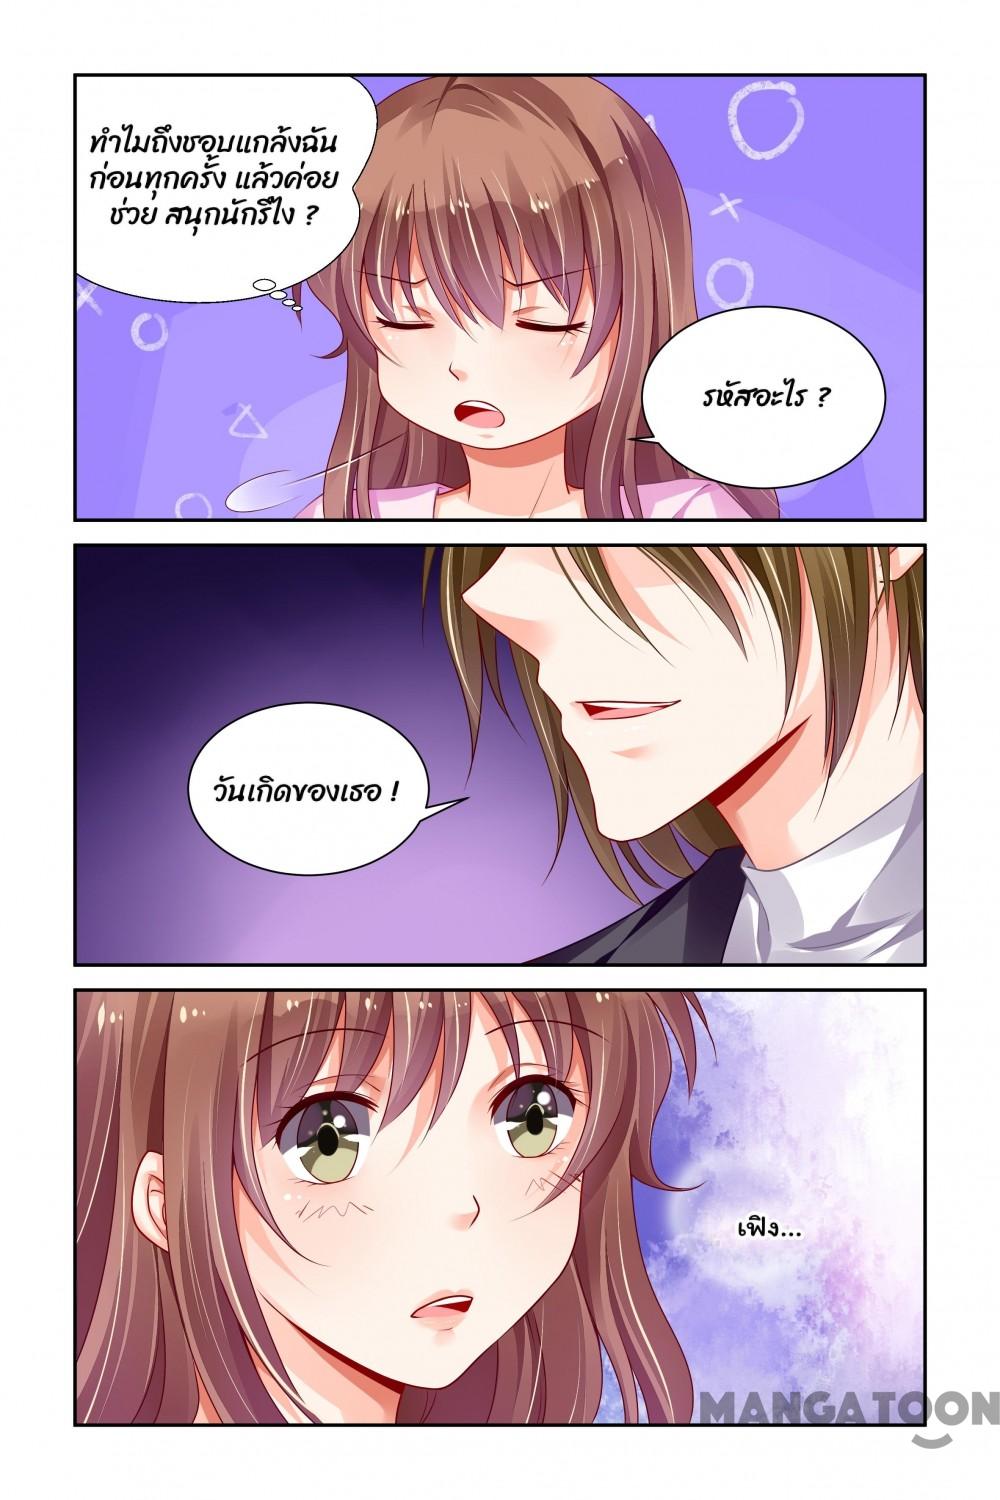 ทำไมถึงชอบแกล้งฉัน
ก่อนทุกครั้ง แล้วค่อย
ช่วย สนุกนักรึไง ?
รหัสอะไร ?
วันเกิดของเธอ !
เฟิง...
MANGATOON